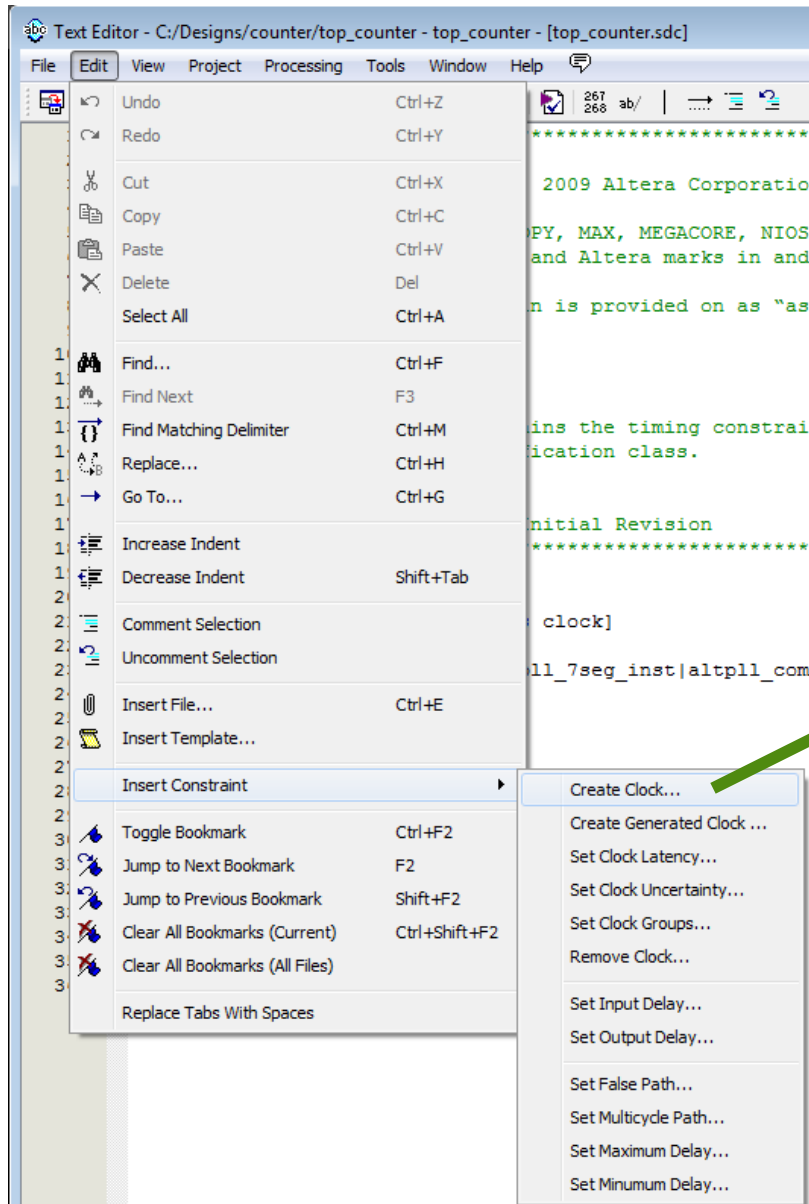 abc Text Editor - C:/Designs/counter/top_counter - top_counter - [top_counter.sdc]
File Edit View Project Processing Tools Window Help
267
268 ab/
Undo Ctrl+Z
Redo Ctrl+Y
Cut Ctrl+X
Copy Ctrl+C
Paste Ctrl+V
Delete Del
Select All Ctrl+A
Find... Ctrl+F
Find Next F3
Find Matching Delimiter Ctrl+M
Replace... Ctrl+H
Go To... Ctrl+G
Increase Indent
Decrease Indent Shift+Tab
Comment Selection
Uncomment Selection
Insert File... Ctrl+E
Insert Template...
Insert Constraint
Toggle Bookmark Ctrl+F2
Jump to Next Bookmark F2
Jump to Previous Bookmark Shift+F2
Clear All Bookmarks (Current) Ctrl+Shift+F2
Clear All Bookmarks (All Files)
Replace Tabs With Spaces
Create Clock...
Create Generated Clock ...
Set Clock Latency...
Set Clock Uncertainty...
Set Clock Groups...
Remove Clock...
Set Input Delay...
Set Output Delay...
Set False Path...
Set Multicycle Path...
Set Maximum Delay...
Set Minumum Delay...
*************************
2009 Altera Corporatio
PY, MAX, MEGACORE, NIOS
and Altera marks in and
n is provided on as "as
ins the timing constrai
ication class.
nitial Revision
*************************
clock]
ll_7seg_inst|altpll_com